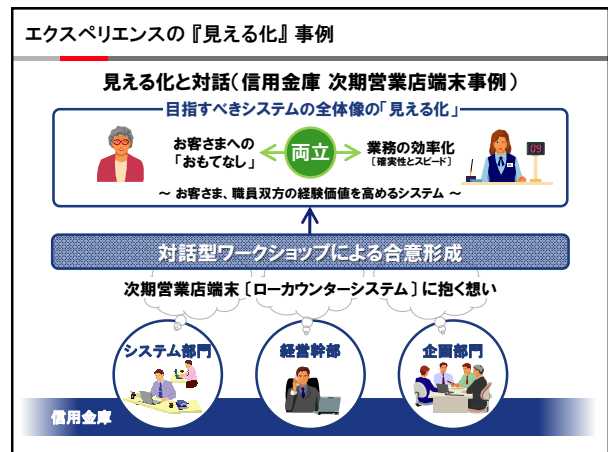 エクスペリエンスの『見える化』事例
見える化と対話(信用金庫 次期営業店端末事例)
目指すべきシステムの全体像の「見える化」
お客さまへの
「おもてなし」
両立
業務の効率化
[確実性とスピード]
09
～ お客さま、職員双方の経験価値を高めるシステム ～
対話型ワークショップによる合意形成
次期営業店端末[ローカウンターシステム]に抱く想い
システム部門
経営幹部
企画部門
信用金庫